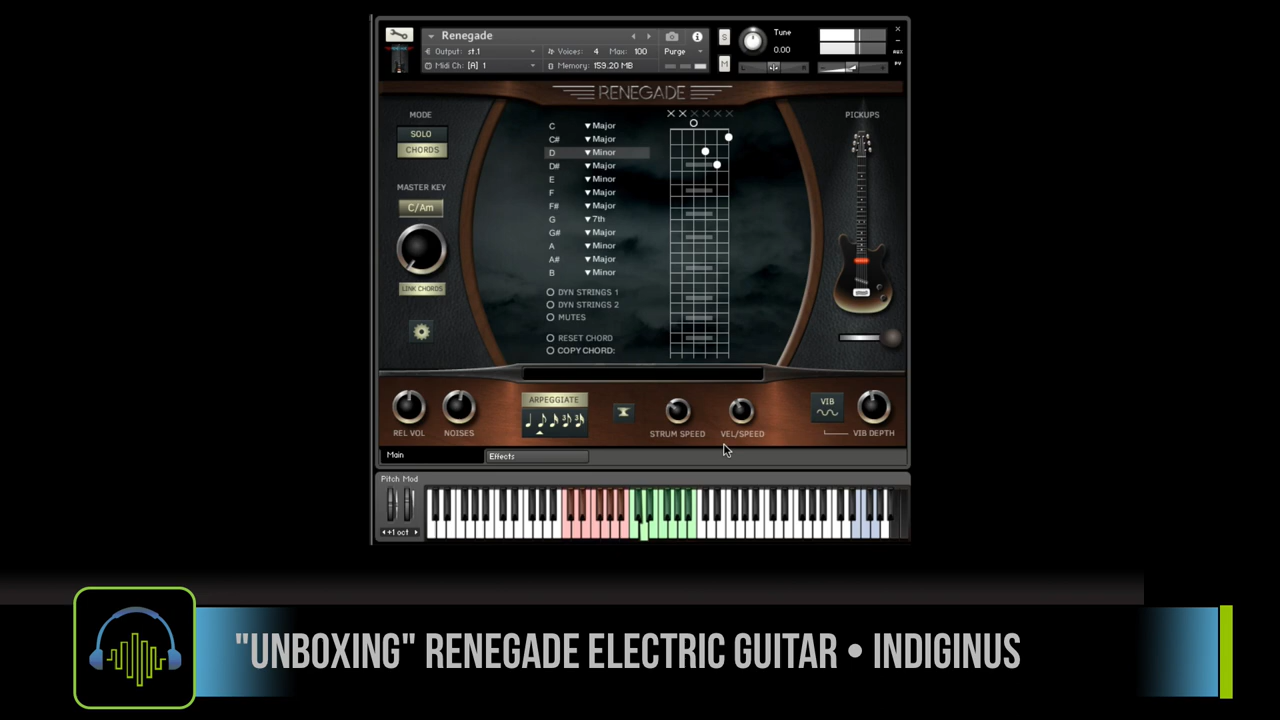 Renegade
Output: st.1
Voices: 4 Max: 100
Purge
Midi Ch: [A] 1
Memory: 159.20 MB
S
M
Tune
0.00
AUX
PV
RENEGADE
MODE
SOLO
CHORDS
MASTER KEY
C/Am
LINK CHORDS
C ▼Major
C# ▼Major
D ▼Minor
D# ▼Major
E ▼Minor
F ▼Major
F# ▼Major
G ▼7th
G# ▼Major
A ▼Minor
A# ▼Major
B ▼Minor
DYN STRINGS 1
DYN STRINGS 2
MUTES
RESET CHORD
COPY CHORD:
X X X X X X
PICKUPS
REL VOL
NOISES
ARPEGGIATE
STRUM SPEED
VEL/SPEED
VIB
VIB DEPTH
Main
Effects
Pitch Mod
+1 oct
"UNBOXING" RENEGADE ELECTRIC GUITAR • INDIGINUS